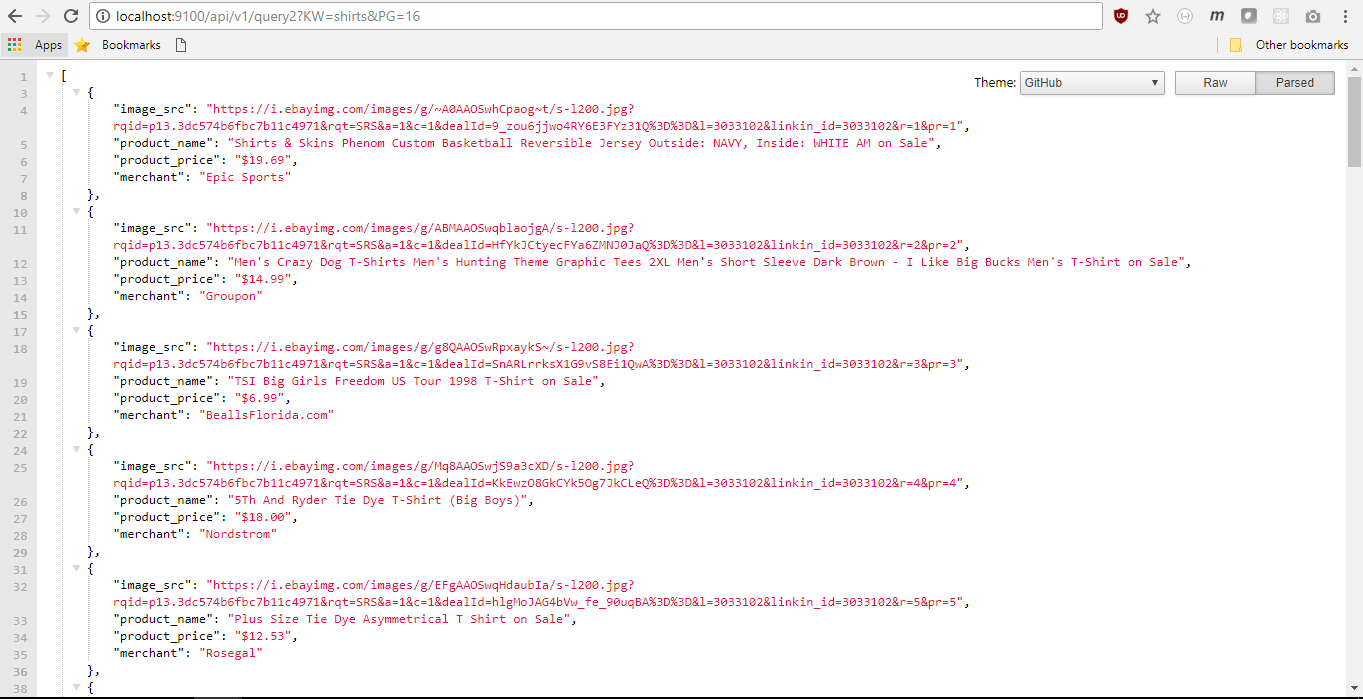 localhost:9100/api/v1/query2?KW=shirts&PG=16
Apps Bookmarks Other bookmarks
Theme: GitHub Raw Parsed
1 [
3 {
4 "image_src": "https://i.ebayimg.com/images/g/~A0AAOSwhCpaog~t/s-l200.jpg?
rqid=p13.3dc574b6fbc7b11c4971&rqt=SRS&a=1&c=1&dealId=9_zou6jjwo4RY6E3FYz31Q%3D%3D&l=3033102&linkin_id=3033102&r=1&pr=1",
5 "product_name": "Shirts & Skins Phenom Custom Basketball Reversible Jersey Outside: NAVY, Inside: WHITE AM on Sale",
6 "product_price": "$19.69",
7 "merchant": "Epic Sports"
8 },
10 {
11 "image_src": "https://i.ebayimg.com/images/g/ABMAAOSwqblaojgA/s-l200.jpg?
rqid=p13.3dc574b6fbc7b11c4971&rqt=SRS&a=1&c=1&dealId=HfYkJCtyecFYa6ZMNJ0JaQ%3D%3D&l=3033102&linkin_id=3033102&r=2&pr=2",
12 "product_name": "Men's Crazy Dog T-Shirts Men's Hunting Theme Graphic Tees 2XL Men's Short Sleeve Dark Brown - I Like Big Bucks Men's T-Shirt on Sale",
13 "product_price": "$14.99",
14 "merchant": "Groupon"
15 },
17 {
18 "image_src": "https://i.ebayimg.com/images/g/g8QAAOSwRpxaykS~/s-l200.jpg?
rqid=p13.3dc574b6fbc7b11c4971&rqt=SRS&a=1&c=1&dealId=SnARLrrksX1G9vS8Ei1QwA%3D%3D&l=3033102&linkin_id=3033102&r=3&pr=3",
19 "product_name": "TSI Big Girls Freedom US Tour 1998 T-Shirt on Sale",
20 "product_price": "$6.99",
21 "merchant": "BeallsFlorida.com"
22 },
24 {
25 "image_src": "https://i.ebayimg.com/images/g/Mq8AAOSwjS9a3cXD/s-l200.jpg?
rqid=p13.3dc574b6fbc7b11c4971&rqt=SRS&a=1&c=1&dealId=KkEwzO8GkCYk5Og7JkCLeQ%3D%3D&l=3033102&linkin_id=3033102&r=4&pr=4",
26 "product_name": "5Th And Ryder Tie Dye T-Shirt (Big Boys)",
27 "product_price": "$18.00",
28 "merchant": "Nordstrom"
29 },
31 {
32 "image_src": "https://i.ebayimg.com/images/g/EFgAAOSwqHdaubIa/s-l200.jpg?
rqid=p13.3dc574b6fbc7b11c4971&rqt=SRS&a=1&c=1&dealId=hlgMoJAG4bVw_fe_90uqBA%3D%3D&l=3033102&linkin_id=3033102&r=5&pr=5",
33 "product_name": "Plus Size Tie Dye Asymmetrical T Shirt on Sale",
34 "product_price": "$12.53",
35 "merchant": "Rosegal"
36 },
38 {